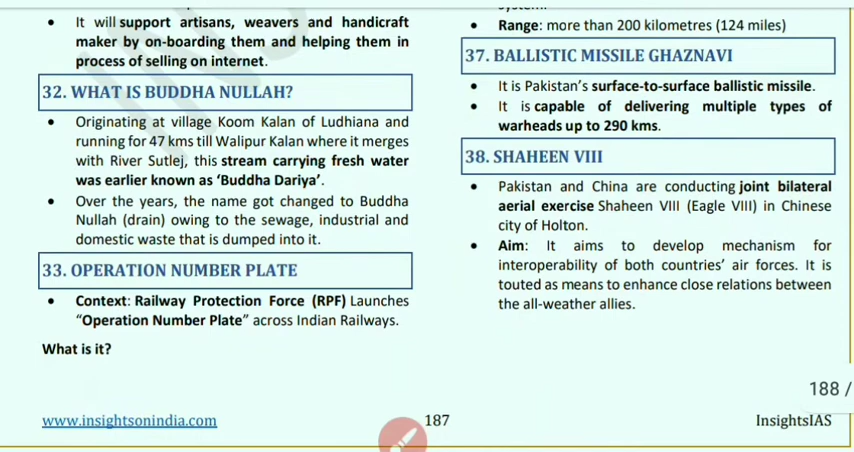 • It will support artisans, weavers and handicraft
maker by on-boarding them and helping them in
process of selling on internet.
32. WHAT IS BUDDHA NULLAH?
• Originating at village Koom Kalan of Ludhiana and
running for 47 kms till Walipur Kalan where it merges
with River Sutlej, this stream carrying fresh water
was earlier known as ‘Buddha Dariya’.
• Over the years, the name got changed to Buddha
Nullah (drain) owing to the sewage, industrial and
domestic waste that is dumped into it.
33. OPERATION NUMBER PLATE
• Context: Railway Protection Force (RPF) Launches
“Operation Number Plate” across Indian Railways.
What is it?
• Range: more than 200 kilometres (124 miles)
37. BALLISTIC MISSILE GHAZNAVI
• It is Pakistan’s surface-to-surface ballistic missile.
• It is capable of delivering multiple types of
warheads up to 290 kms.
38. SHAHEEN VIII
• Pakistan and China are conducting joint bilateral
aerial exercise Shaheen VIII (Eagle VIII) in Chinese
city of Holton.
• Aim: It aims to develop mechanism for
interoperability of both countries’ air forces. It is
touted as means to enhance close relations between
the all-weather allies.
188 /
www.insightsonindia.com
187
InsightsIAS